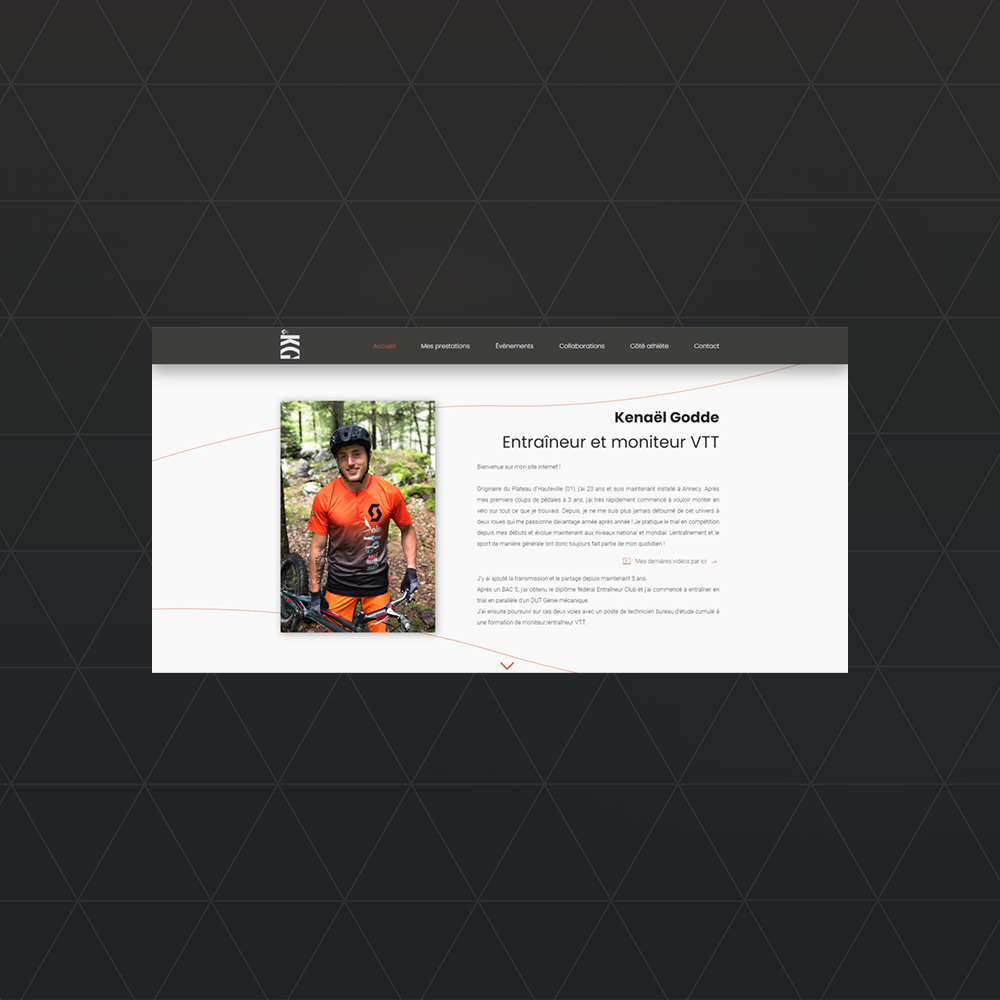 KG
Accueil Mes prestations Événements Collaborations Côté athlète Contact
Kenaël Godde
Entraîneur et moniteur VTT
Bienvenue sur mon site internet !
Originaire du Plateau d'Hauteville (01), j'ai 23 ans et suis maintenant installé à Annecy. Après
mes premiers coups de pédales à 3 ans, j'ai très rapidement commencé à vouloir monter en
vélo sur tout ce que je trouvais. Depuis, je ne me suis plus jamais détourné de cet univers à
deux roues qui me passionne davantage année après année ! Je pratique le trial en compétition
depuis mes débuts et évolue maintenant aux niveaux national et mondial. L'entraînement et le
sport de manière générale ont donc toujours fait partie de mon quotidien !
Mes dernières vidéos par ici →
J'y ai ajouté la transmission et le partage depuis maintenant 5 ans.
Après un BAC S, j'ai obtenu le diplôme fédéral Entraîneur Club et j'ai commencé à entraîner en
trial en parallèle d'un DUT Génie mécanique.
J'ai ensuite poursuivi sur ces deux voies avec un poste de technicien bureau d'étude cumulé à
une formation de moniteur/entraîneur VTT.